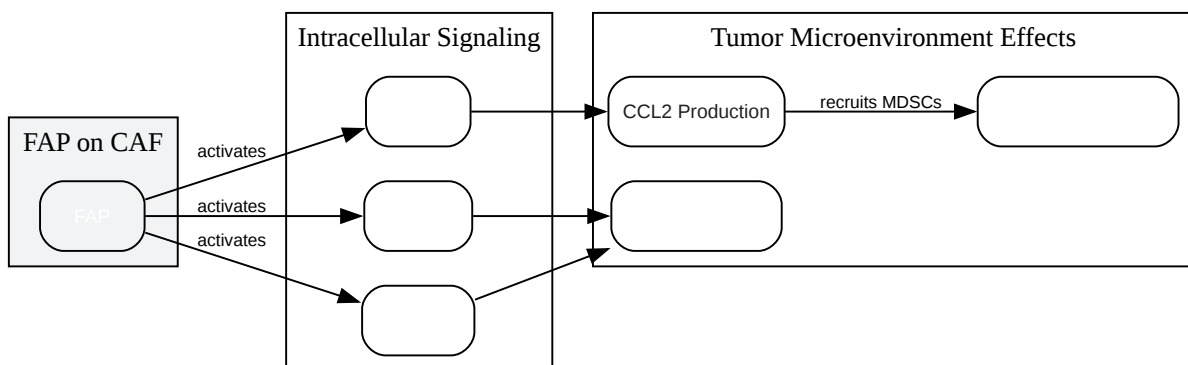 FAP on CAF
FAP
activates
activates
activates
Intracellular Signaling
Tumor Microenvironment Effects
CCL2 Production
recruits MDSCs